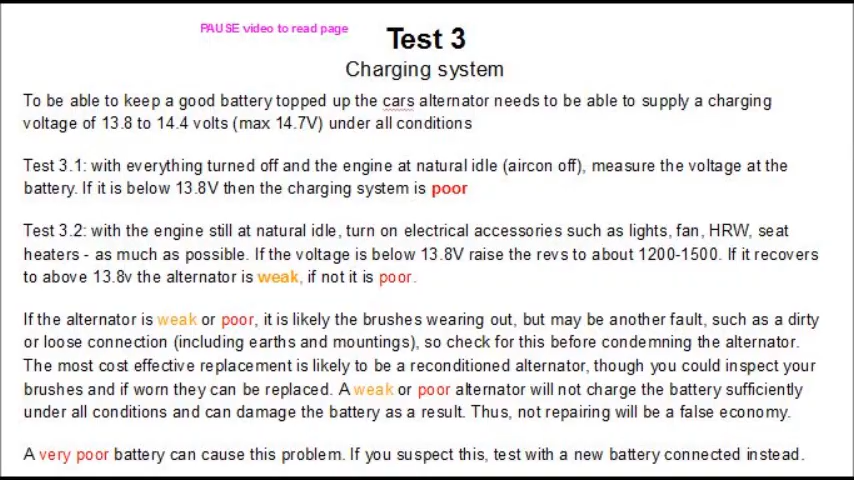 PAUSE video to read page
Test 3
Charging system
To be able to keep a good battery topped up the cars alternator needs to be able to supply a charging
voltage of 13.8 to 14.4 volts (max 14.7V) under all conditions
Test 3.1: with everything turned off and the engine at natural idle (aircon off), measure the voltage at the
battery. If it is below 13.8V then the charging system is poor
Test 3.2: with the engine still at natural idle, turn on electrical accessories such as lights, fan, HRW, seat
heaters - as much as possible. If the voltage is below 13.8V raise the revs to about 1200-1500. If it recovers
to above 13.8v the alternator is weak, if not it is poor.
If the alternator is weak or poor, it is likely the brushes wearing out, but may be another fault, such as a dirty
or loose connection (including earths and mountings), so check for this before condemning the alternator.
The most cost effective replacement is likely to be a reconditioned alternator, though you could inspect your
brushes and if worn they can be replaced. A weak or poor alternator will not charge the battery sufficiently
under all conditions and can damage the battery as a result. Thus, not repairing will be a false economy.
A very poor battery can cause this problem. If you suspect this, test with a new battery connected instead.